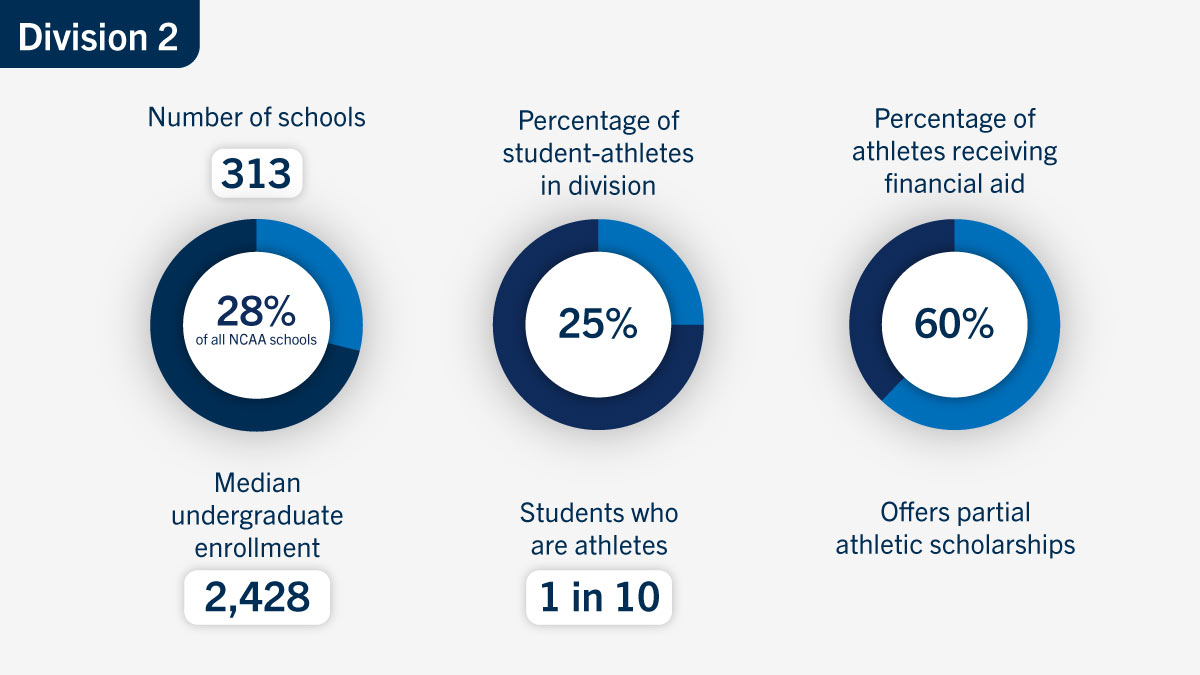 Division 2
Number of schools
313
28%
of all NCAA schools
Median
undergraduate
enrollment
2,428
Percentage of
student-athletes
in division
25%
Students who
are athletes
1 in 10
Percentage of
athletes receiving
financial aid
60%
Offers partial
athletic scholarships